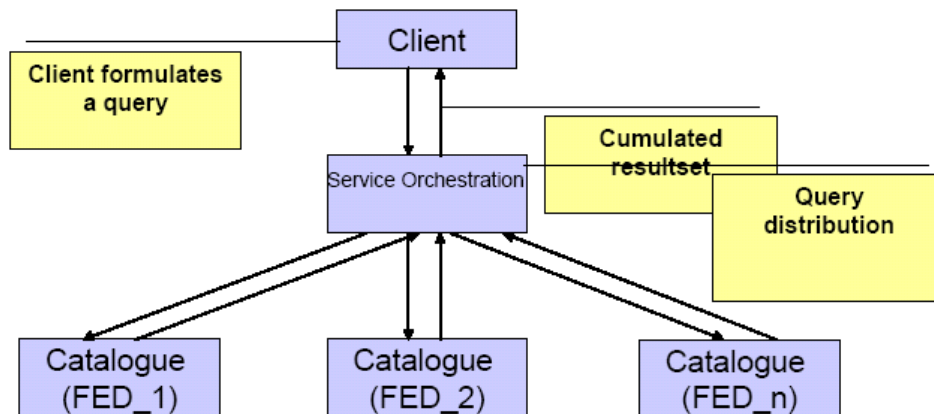 Client
Client formulates
a query
Cumulated
resultset
Service Orchestration
Query
distribution
Catalogue
(FED_1)
Catalogue
(FED_2)
Catalogue
(FED_n)